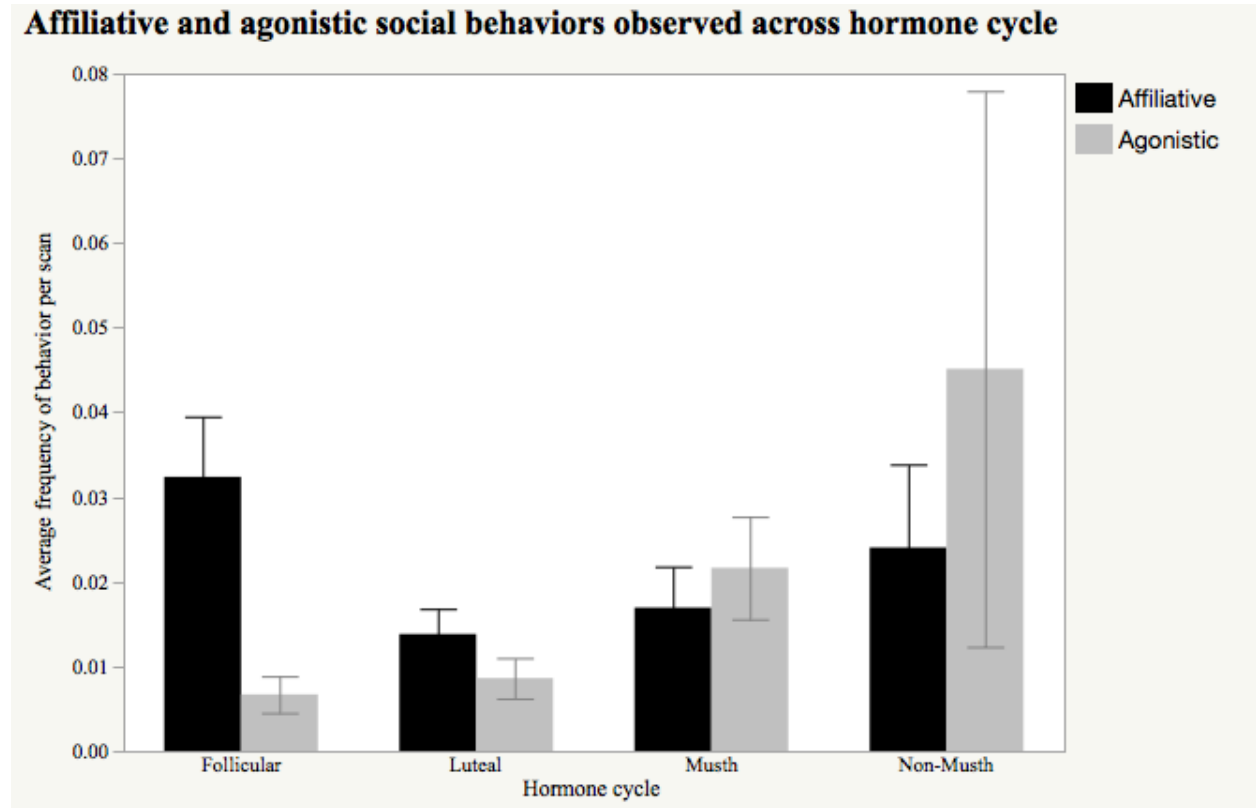 Affiliative and agonistic social behaviors observed across hormone cycle
0.08
0.07
0.06
0.05
0.04
0.03
0.02
0.01
0.00
Average frequency of behavior per scan
Follicular Luteal Musth Non-Musth
Hormone cycle
Affiliative
Agonistic